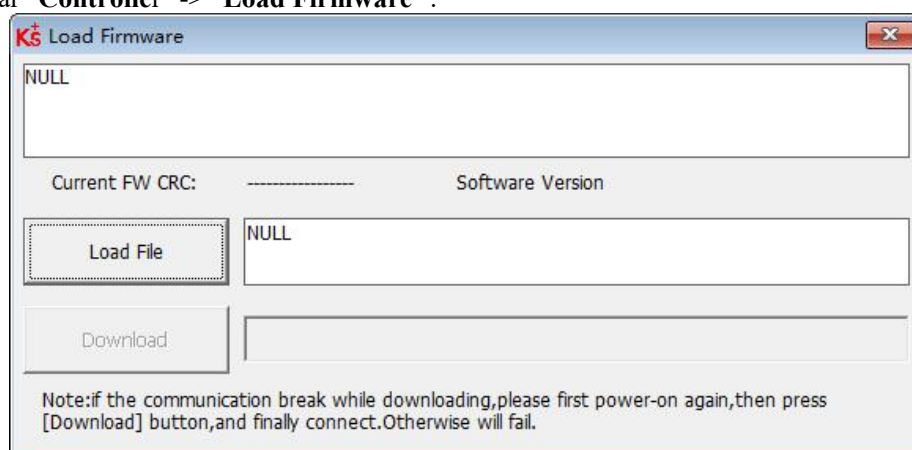 ar "Controller" -> "Load Firmware".
K+S Load Firmware
NULL
Current FW CRC: ----------------- Software Version
Load File NULL
Download
Note:if the communication break while downloading,please first power-on again,then press
[Download] button,and finally connect.Otherwise will fail.